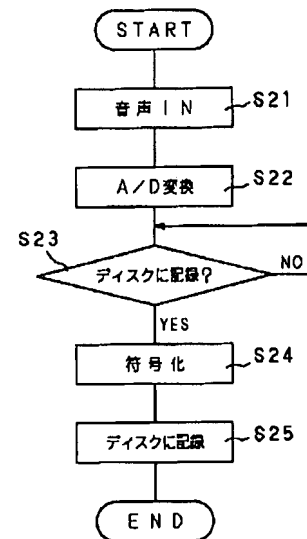 START
音声IN
S21
A/D変換
S22
S23
ディスクに記録?
NO
YES
符号化
S24
ディスクに記録
S25
END